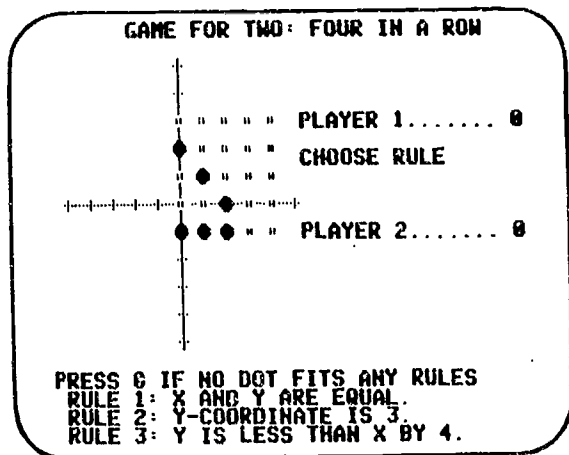 GAME FOR TWO: FOUR IN A ROW
PLAYER 1....... 0
CHOOSE RULE
PLAYER 2....... 0
PRESS G IF NO DOT FITS ANY RULES
RULE 1: X AND Y ARE EQUAL.
RULE 2: Y-COORDINATE IS 3.
RULE 3: Y IS LESS THAN X BY 4.